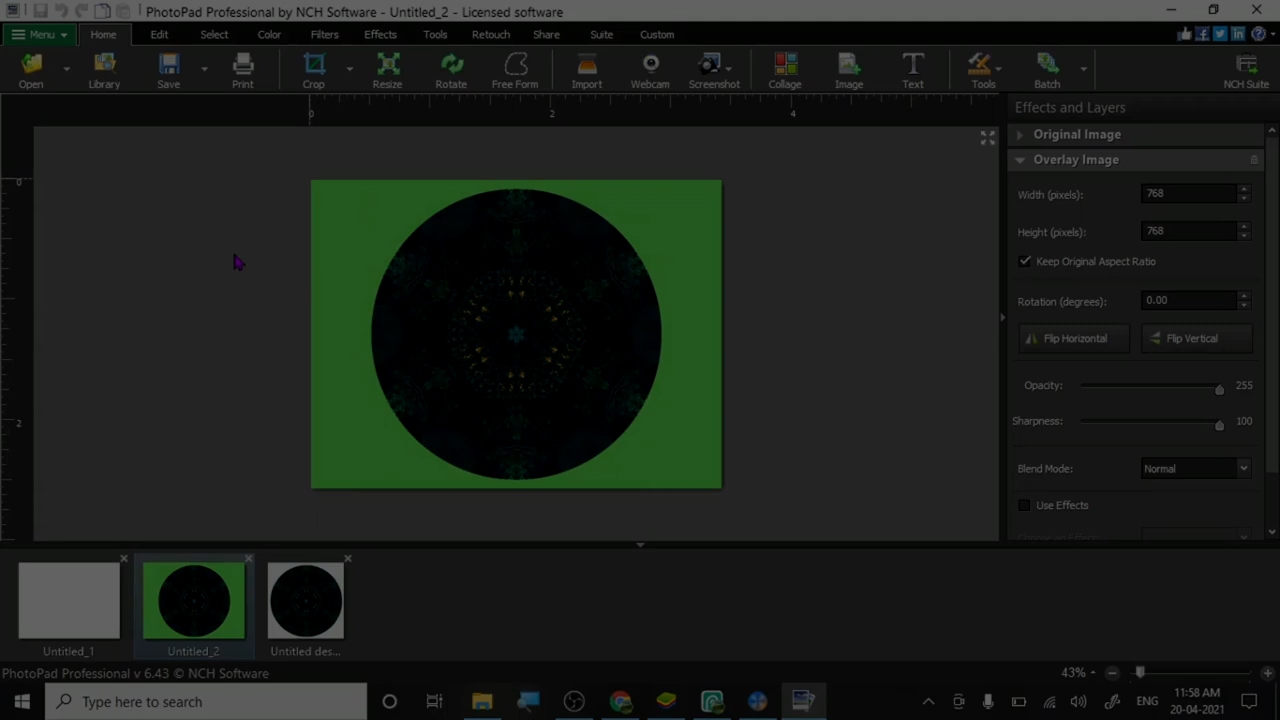 PhotoPad Professional by NCH Software - Untitled_2 - Licensed software
Menu Home Edit Select Color Filters Effects Tools Retouch Share Suite Custom
Open Library Save Print Crop Resize Rotate Free Form Import Webcam Screenshot Collage Image Text Tools Batch NCH Suite
0 2 4
Effects and Layers
Original Image
Overlay Image
0
Width (pixels): 768
Height (pixels): 768
Keep Original Aspect Ratio
Rotation (degrees): 0.00
Flip Horizontal Flip Vertical
Opacity: 255
2
Sharpness: 100
Blend Mode: Normal
Use Effects
Untitled_1 Untitled_2 Untitled des...
PhotoPad Professional v 6.43 © NCH Software 43%
Type here to search
ENG
11:58 AM
20-04-2021